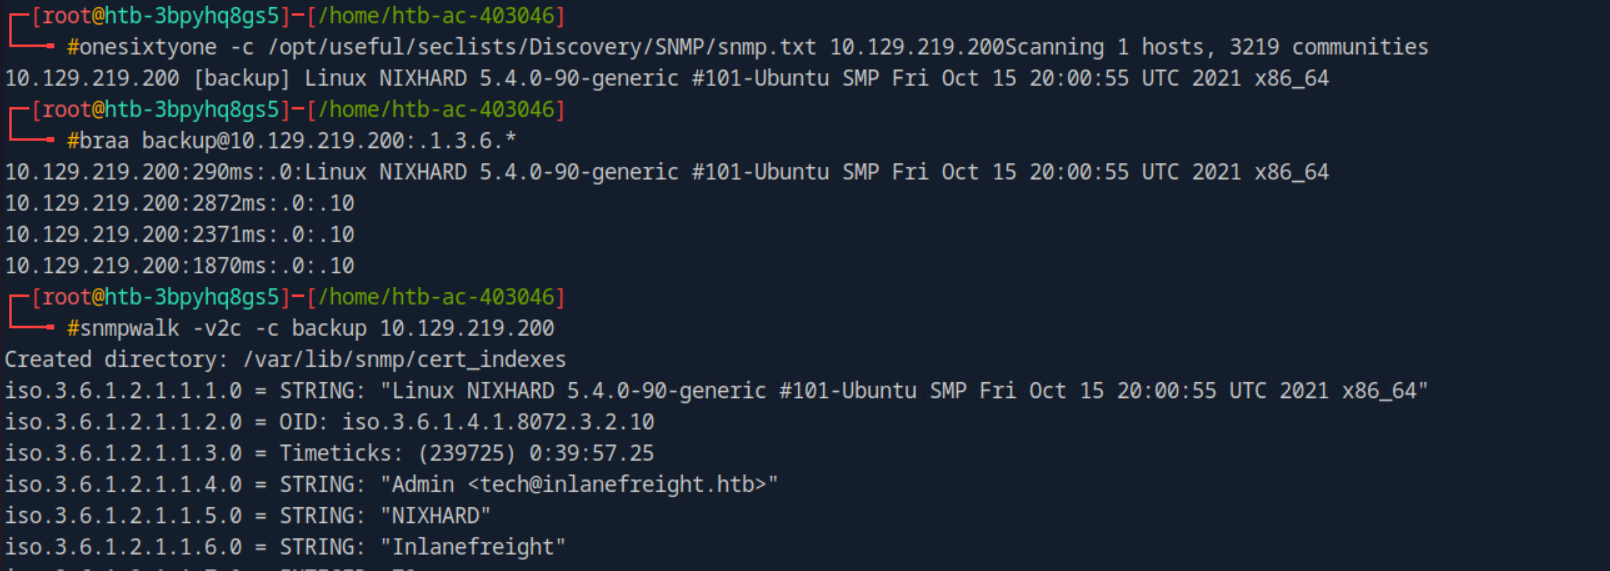 ┌─[root@htb-3bpyhq8gs5]─[/home/htb-ac-403046]
└──╼ #onesixtyone -c /opt/useful/seclists/Discovery/SNMP/snmp.txt 10.129.219.200Scanning 1 hosts, 3219 communities
10.129.219.200 [backup] Linux NIXHARD 5.4.0-90-generic #101-Ubuntu SMP Fri Oct 15 20:00:55 UTC 2021 x86_64
┌─[root@htb-3bpyhq8gs5]─[/home/htb-ac-403046]
└──╼ #braa backup@10.129.219.200:.1.3.6.*
10.129.219.200:290ms:.0:Linux NIXHARD 5.4.0-90-generic #101-Ubuntu SMP Fri Oct 15 20:00:55 UTC 2021 x86_64
10.129.219.200:2872ms:.0:.10
10.129.219.200:2371ms:.0:.10
10.129.219.200:1870ms:.0:.10
┌─[root@htb-3bpyhq8gs5]─[/home/htb-ac-403046]
└──╼ #snmpwalk -v2c -c backup 10.129.219.200
Created directory: /var/lib/snmp/cert_indexes
iso.3.6.1.2.1.1.1.0 = STRING: "Linux NIXHARD 5.4.0-90-generic #101-Ubuntu SMP Fri Oct 15 20:00:55 UTC 2021 x86_64"
iso.3.6.1.2.1.1.2.0 = OID: iso.3.6.1.4.1.8072.3.2.10
iso.3.6.1.2.1.1.3.0 = Timeticks: (239725) 0:39:57.25
iso.3.6.1.2.1.1.4.0 = STRING: "Admin <tech@inlanefreight.htb>"
iso.3.6.1.2.1.1.5.0 = STRING: "NIXHARD"
iso.3.6.1.2.1.1.6.0 = STRING: "Inlanefreight"